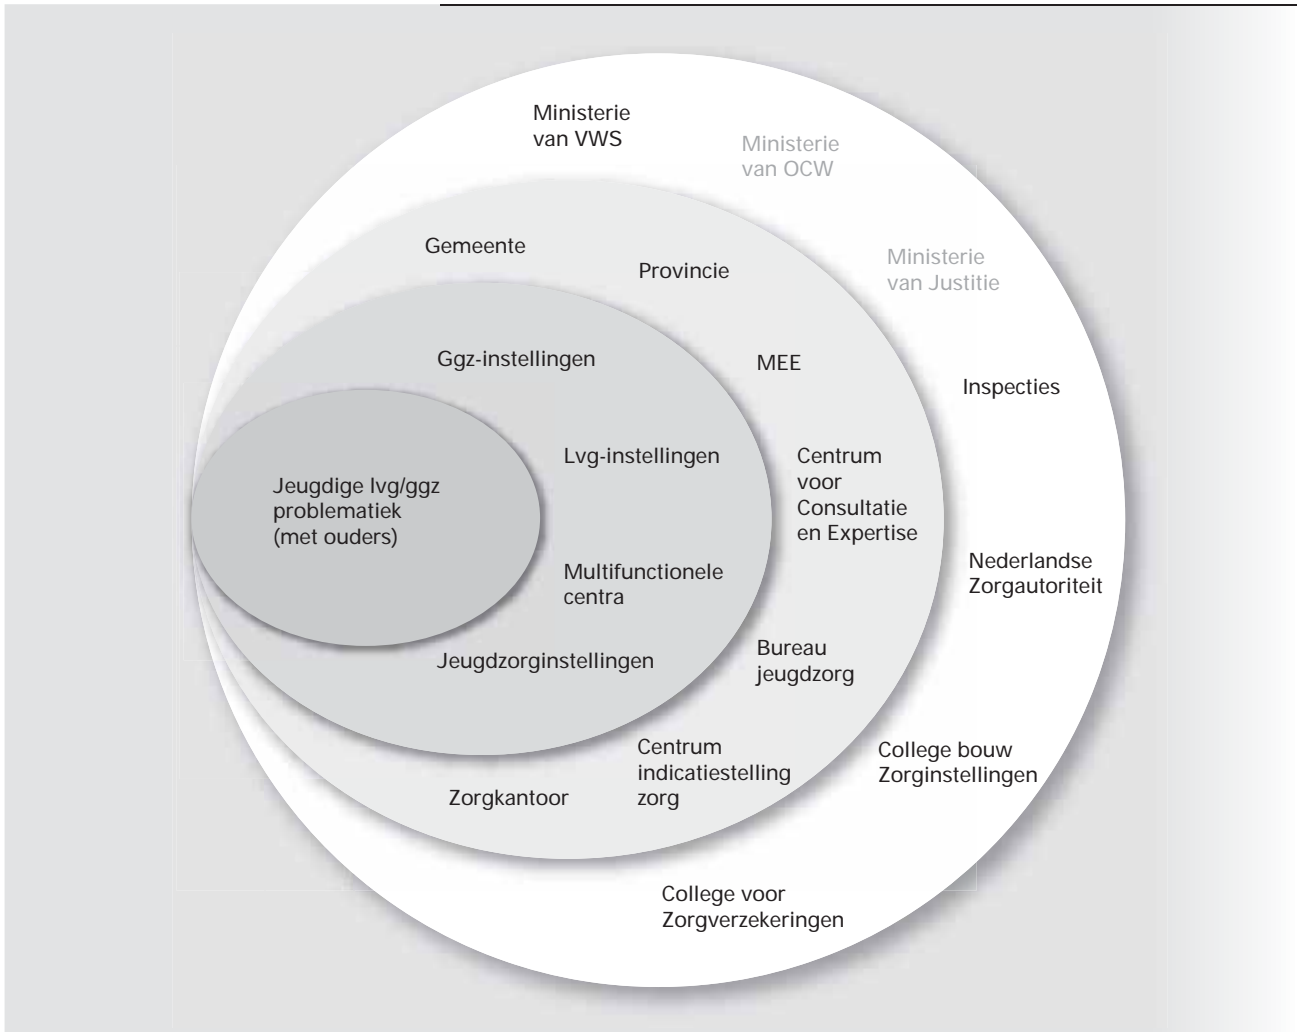 Ministerie
van VWS
Ministerie
van OCW
Gemeente
Provincie
Ministerie
van Justitie
Ggz-instellingen
MEE
Inspecties
Lvg-instellingen
Centrum
voor
Consultatie
en Expertise
Jeugdige lvg/ggz
problematiek
(met ouders)
Nederlandse
Zorgautoriteit
Multifunctionele
centra
Jeugdzorginstellingen
Bureau
jeugdzorg
Centrum
indicatiestelling
zorg
College bouw
Zorginstellingen
Zorgkantoor
College voor
Zorgverzekeringen